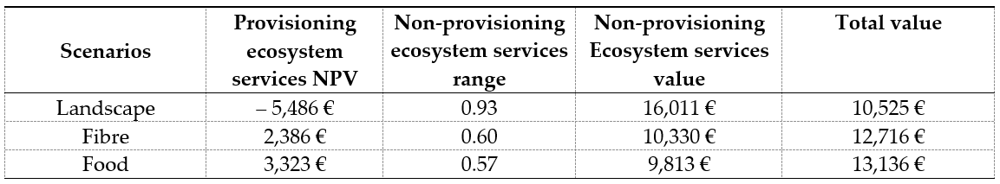 Scenarios Provisioning ecosystem services NPV Non-provisioning ecosystem services range Non-provisioning Ecosystem services value Total value
Landscape – 5,486 € 0.93 16,011 € 10,525 €
Fibre 2,386 € 0.60 10,330 € 12,716 €
Food 3,323 € 0.57 9,813 € 13,136 €